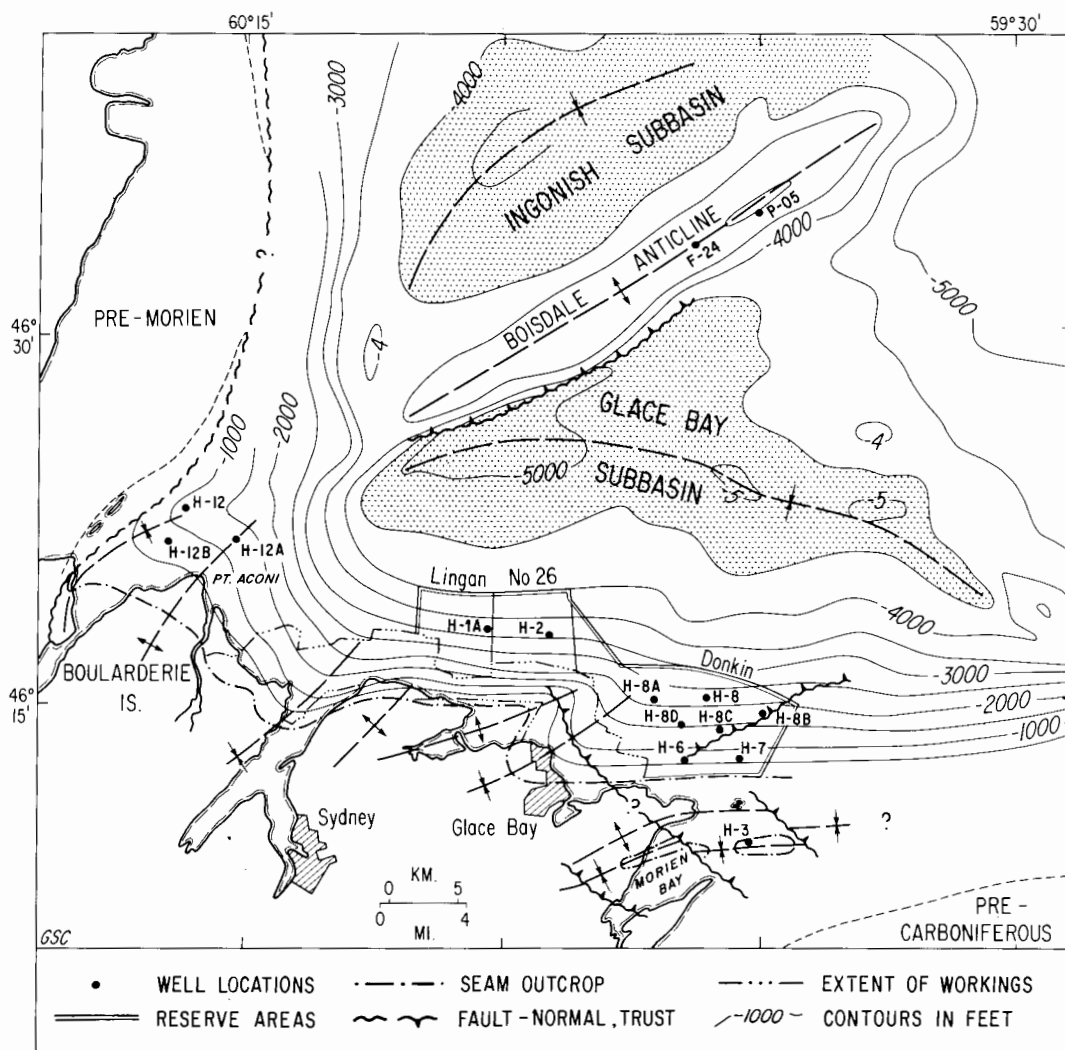 60° 15'
59° 30'
-3000
-4000
INGONISH SUBBASIN
P-05
F-24
-4000
BOISDALE ANTICLINE
?
-5000
PRE-MORIEN
46° 30'
-4
-1000
-2000
GLACE BAY
SUBBASIN
-4
-5000
-5
-5
H-12
H-12B
H-12A
PT. ACONI
Lingan No 26
H-1A
H-2
-4000
Donkin
-3000
-2000
-1000
BOULARDERIE
IS.
46° 15'
H-8A
H-8
H-8D
H-8C
H-8B
H-6
H-7
Sydney
Glace Bay
?
H-3
?
MORIEN
BAY
0 KM. 5
0 4
MI.
PRE-
CARBONIFEROUS
GSC
WELL LOCATIONS
SEAM OUTCROP
EXTENT OF WORKINGS
RESERVE AREAS
FAULT-NORMAL, TRUST
-1000 CONTOURS IN FEET